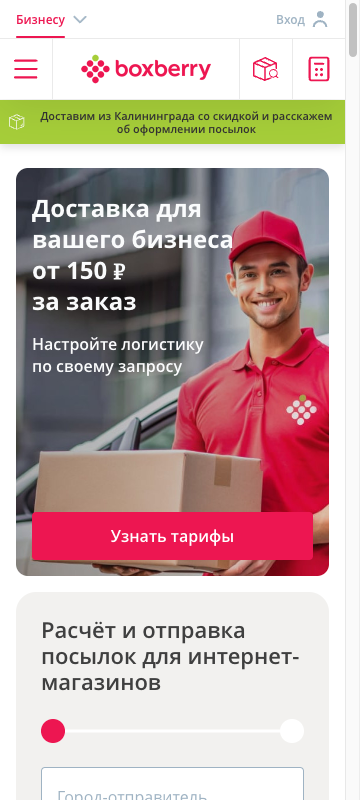 Бизнесу
Вход
boxberry
Доставим из Калининграда со скидкой и расскажем
об оформлении посылок
Доставка для
вашего бизнеса
от 150 ₽
за заказ
Настройте логистику
по своему запросу
Узнать тарифы
Расчёт и отправка
посылок для интернет-
магазинов
Город-отправитель